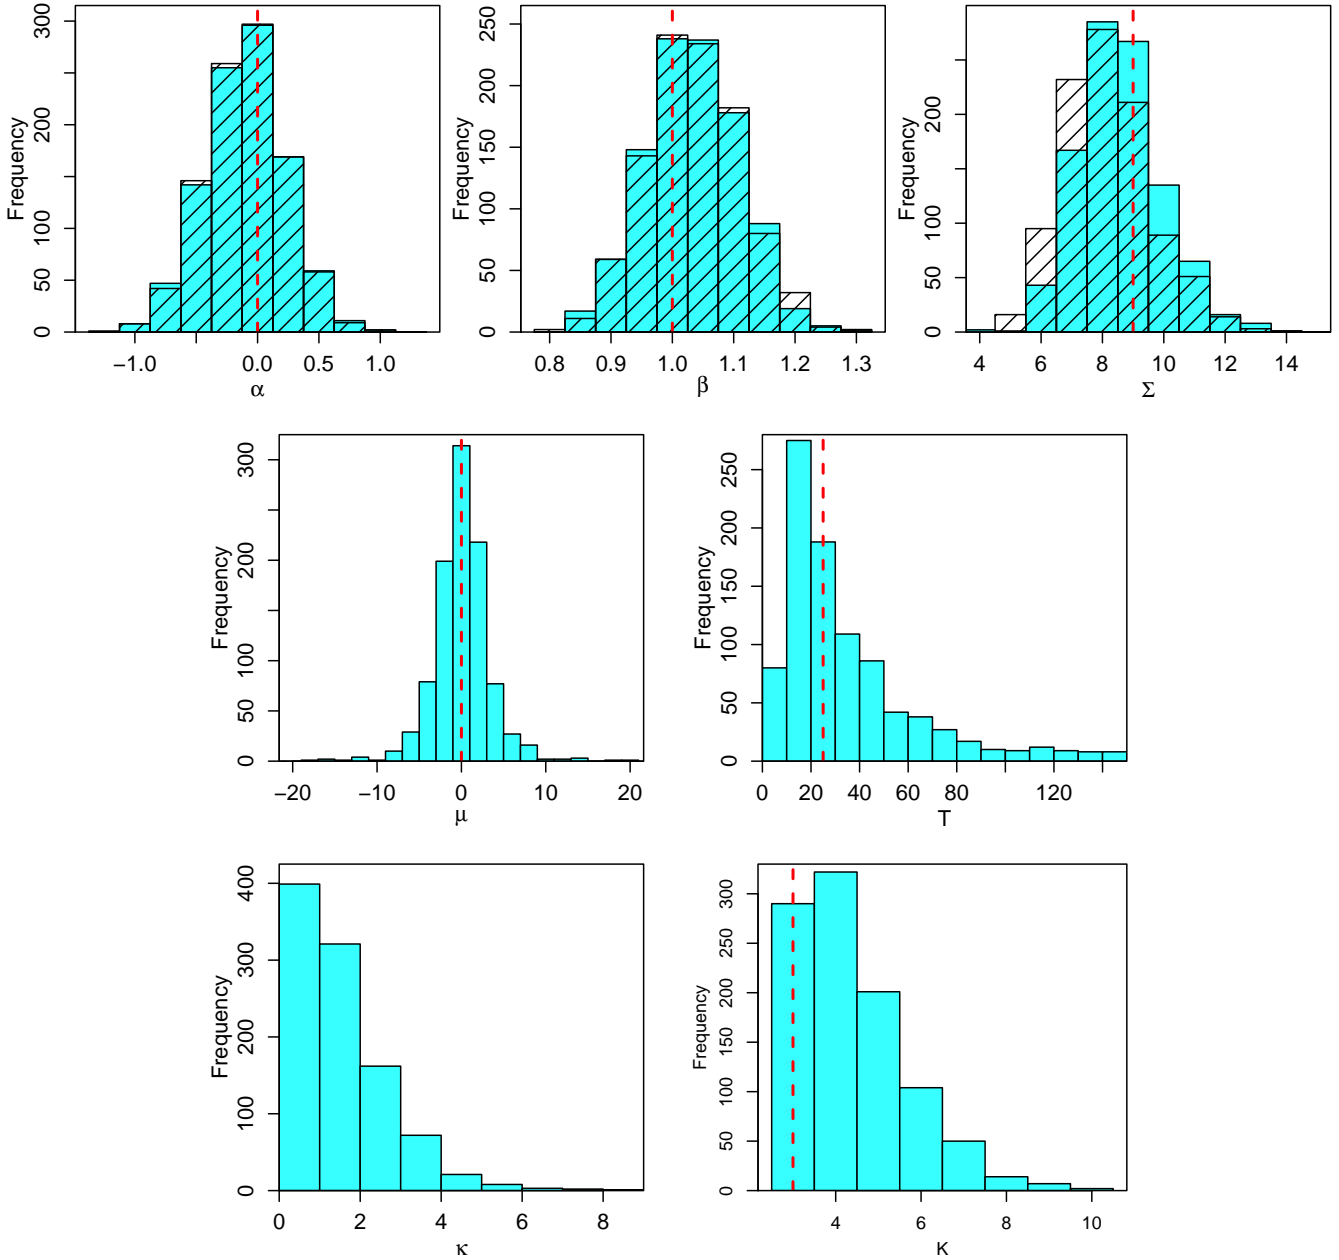 Frequency
0 50 100 200 300
−1.0 0.0 0.5 1.0
α
Frequency
0 50 100 150 200 250
0.8 0.9 1.0 1.1 1.2 1.3
β
Frequency
0 50 100 200
4 6 8 10 12 14
Σ
Frequency
0 50 100 200 300
−20 −10 0 10 20
μ
Frequency
0 50 100 150 200 250
0 20 40 60 80 120
T
Frequency
0 100 200 300 400
0 2 4 6 8
κ
Frequency
0 50 100 150 200 250 300
4 6 8 10
K